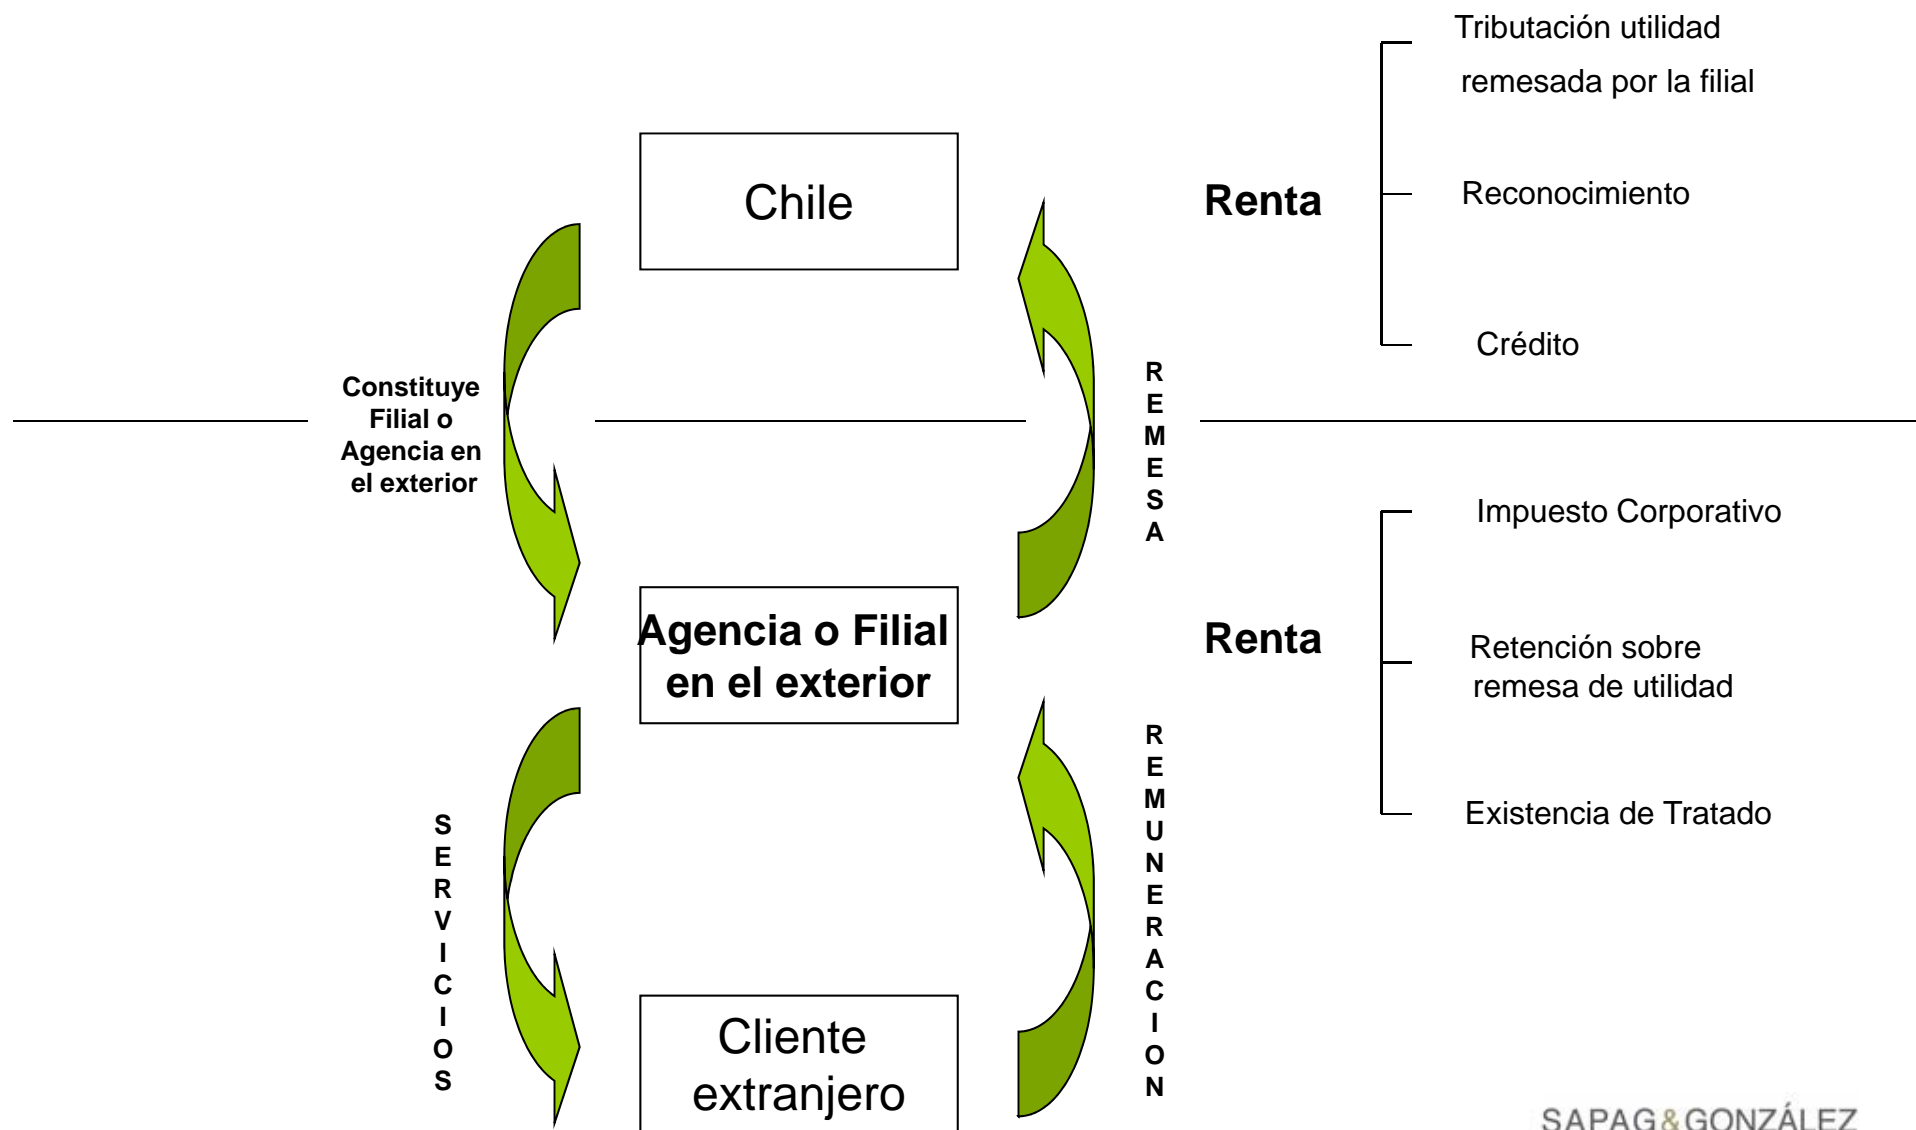 Tributación utilidad
remesada por la filial
Chile
Renta
Reconocimiento
Crédito
Constituye
Filial o
Agencia en
el exterior
R
E
M
E
S
A
Impuesto Corporativo
Agencia o Filial
en el exterior
Renta
Retención sobre
remesa de utilidad
Existencia de Tratado
S
E
R
V
I
C
I
O
S
R
E
M
U
N
E
R
A
C
I
O
N
Cliente
extranjero
SAPAG&GONZÁLEZ